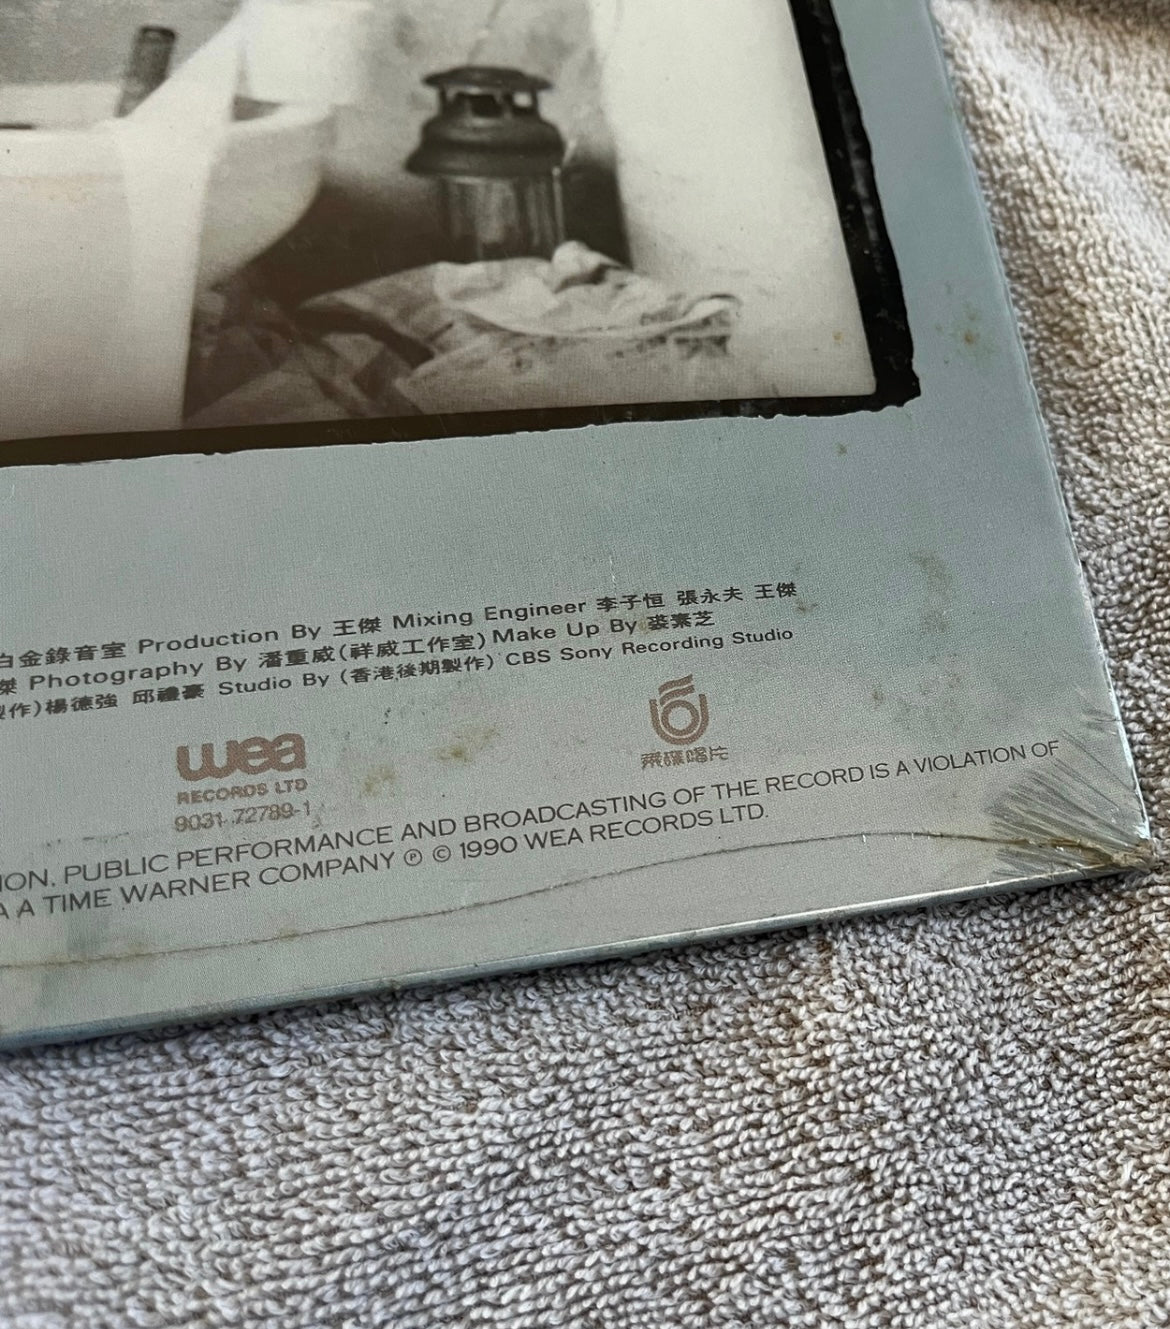 白金錄音室 Production By 王傑 Mixing Engineer 李子恒 張永夫 王傑
傑 Photography By 潘重威(祥威工作室) Make Up By 裘素芝
製作)楊德強 邱禮豪 Studio By (香港後期製作) CBS Sony Recording Studio
wea
RECORDS LTD
9031-72789-1
飛碟唱片
ION, PUBLIC PERFORMANCE AND BROADCASTING OF THE RECORD IS A VIOLATION OF
A A TIME WARNER COMPANY Ⓟ © 1990 WEA RECORDS LTD.